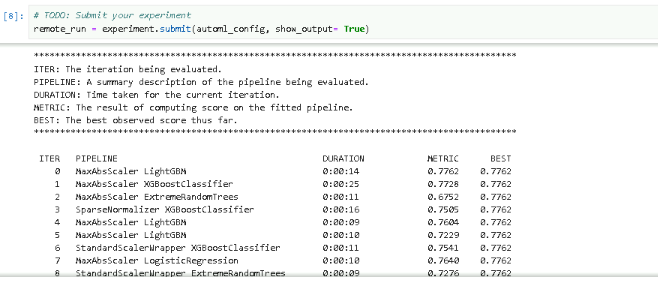 [8]: # TODO: Submit your experiment
remote_run = experiment.submit(automl_config, show_output= True)
****************************************************************************************************
ITER: The iteration being evaluated.
PIPELINE: A summary description of the pipeline being evaluated.
DURATION: Time taken for the current iteration.
METRIC: The result of computing score on the fitted pipeline.
BEST: The best observed score thus far.
****************************************************************************************************
ITER PIPELINE DURATION METRIC BEST
0 MaxAbsScaler LightGBM 0:00:14 0.7762 0.7762
1 MaxAbsScaler XGBoostClassifier 0:00:25 0.7728 0.7762
2 MaxAbsScaler ExtremeRandomTrees 0:00:11 0.6752 0.7762
3 SparseNormalizer XGBoostClassifier 0:00:16 0.7505 0.7762
4 MaxAbsScaler LightGBM 0:00:09 0.7604 0.7762
5 MaxAbsScaler LightGBM 0:00:10 0.7229 0.7762
6 StandardScalerWrapper XGBoostClassifier 0:00:11 0.7541 0.7762
7 MaxAbsScaler LogisticRegression 0:00:10 0.7640 0.7762
8 StandardScalerWrapper ExtremeRandomTrees 0:00:09 0.7276 0.7762